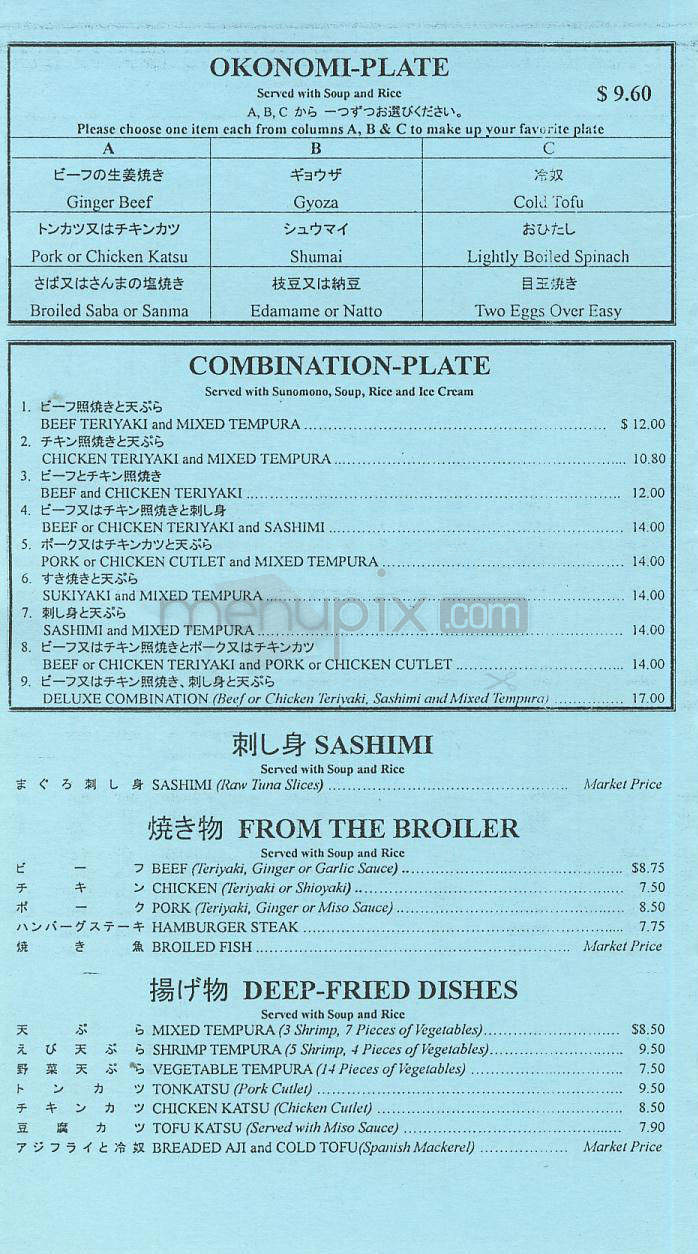 OKONOMI-PLATE
Served with Soup and Rice
$ 9.60
A, B, C から 一つずつお選びください。
Please choose one item each from columns A, B & C to make up your favorite plate
A B C
ビーフの生姜焼き ギョウザ 冷奴
Ginger Beef Gyoza Cold Tofu
トンカツ又はチキンカツ シュウマイ おひたし
Pork or Chicken Katsu Shumai Lightly Boiled Spinach
さば又はさんまの塩焼き 枝豆又は納豆 目玉焼き
Broiled Saba or Sanma Edamame or Natto Two Eggs Over Easy
COMBINATION-PLATE
Served with Sunomono, Soup, Rice and Ice Cream
1. ビーフ照焼きと天ぷら
BEEF TERIYAKI and MIXED TEMPURA ........ $ 12.00
2. チキン照焼きと天ぷら
CHICKEN TERIYAKI and MIXED TEMPURA ........ 10.80
3. ビーフとチキン照焼き
BEEF and CHICKEN TERIYAKI ........ 12.00
4. ビーフ又はチキン照焼きと刺し身
BEEF or CHICKEN TERIYAKI and SASHIMI ........ 14.00
5. ポーク又はチキンカツと天ぷら
PORK or CHICKEN CUTLET and MIXED TEMPURA ........ 14.00
6. すき焼きと天ぷら
SUKIYAKI and MIXED TEMPURA ........ 14.00
7. 刺し身と天ぷら
SASHIMI and MIXED TEMPURA ........ 14.00
8. ビーフ又はチキン照焼きとポーク又はチキンカツ
BEEF or CHICKEN TERIYAKI and PORK or CHICKEN CUTLET ........ 14.00
9. ビーフ又はチキン照焼き、刺し身と天ぷら
DELUXE COMBINATION (Beef or Chicken Teriyaki, Sashimi and Mixed Tempura) ........ 17.00
menupix.com
刺し身 SASHIMI
Served with Soup and Rice
まぐろ刺し身 SASHIMI (Raw Tuna Slices) ........ Market Price
焼き物 FROM THE BROILER
Served with Soup and Rice
ビーフ BEEF (Teriyaki, Ginger or Garlic Sauce) ........ $8.75
チキン CHICKEN (Teriyaki or Shioyaki) ........ 7.50
ポーク PORK (Teriyaki, Ginger or Miso Sauce) ........ 8.50
ハンバーグステーキ HAMBURGER STEAK ........ 7.75
焼き魚 BROILED FISH ........ Market Price
揚げ物 DEEP-FRIED DISHES
Served with Soup and Rice
天ぷら MIXED TEMPURA (3 Shrimp, 7 Pieces of Vegetables) ........ $8.50
えび天ぷら SHRIMP TEMPURA (5 Shrimp, 4 Pieces of Vegetables) ........ 9.50
野菜天ぷら VEGETABLE TEMPURA (14 Pieces of Vegetables) ........ 7.50
トンカツ TONKATSU (Pork Cutlet) ........ 9.50
チキンカツ CHICKEN KATSU (Chicken Cutlet) ........ 8.50
豆腐カツ TOFU KATSU (Served with Miso Sauce) ........ 7.90
アジフライと冷奴 BREADED AJI and COLD TOFU (Spanish Mackerel) ........ Market Price